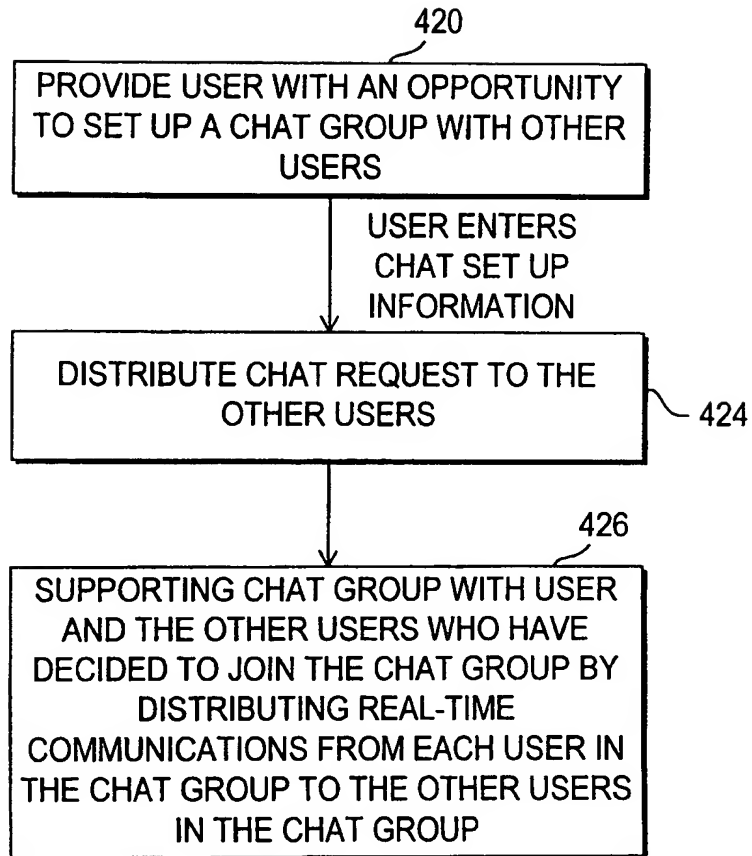 420
PROVIDE USER WITH AN OPPORTUNITY
TO SET UP A CHAT GROUP WITH OTHER
USERS
USER ENTERS
CHAT SET UP
INFORMATION
DISTRIBUTE CHAT REQUEST TO THE
OTHER USERS
424
426
SUPPORTING CHAT GROUP WITH USER
AND THE OTHER USERS WHO HAVE
DECIDED TO JOIN THE CHAT GROUP BY
DISTRIBUTING REAL-TIME
COMMUNICATIONS FROM EACH USER IN
THE CHAT GROUP TO THE OTHER USERS
IN THE CHAT GROUP